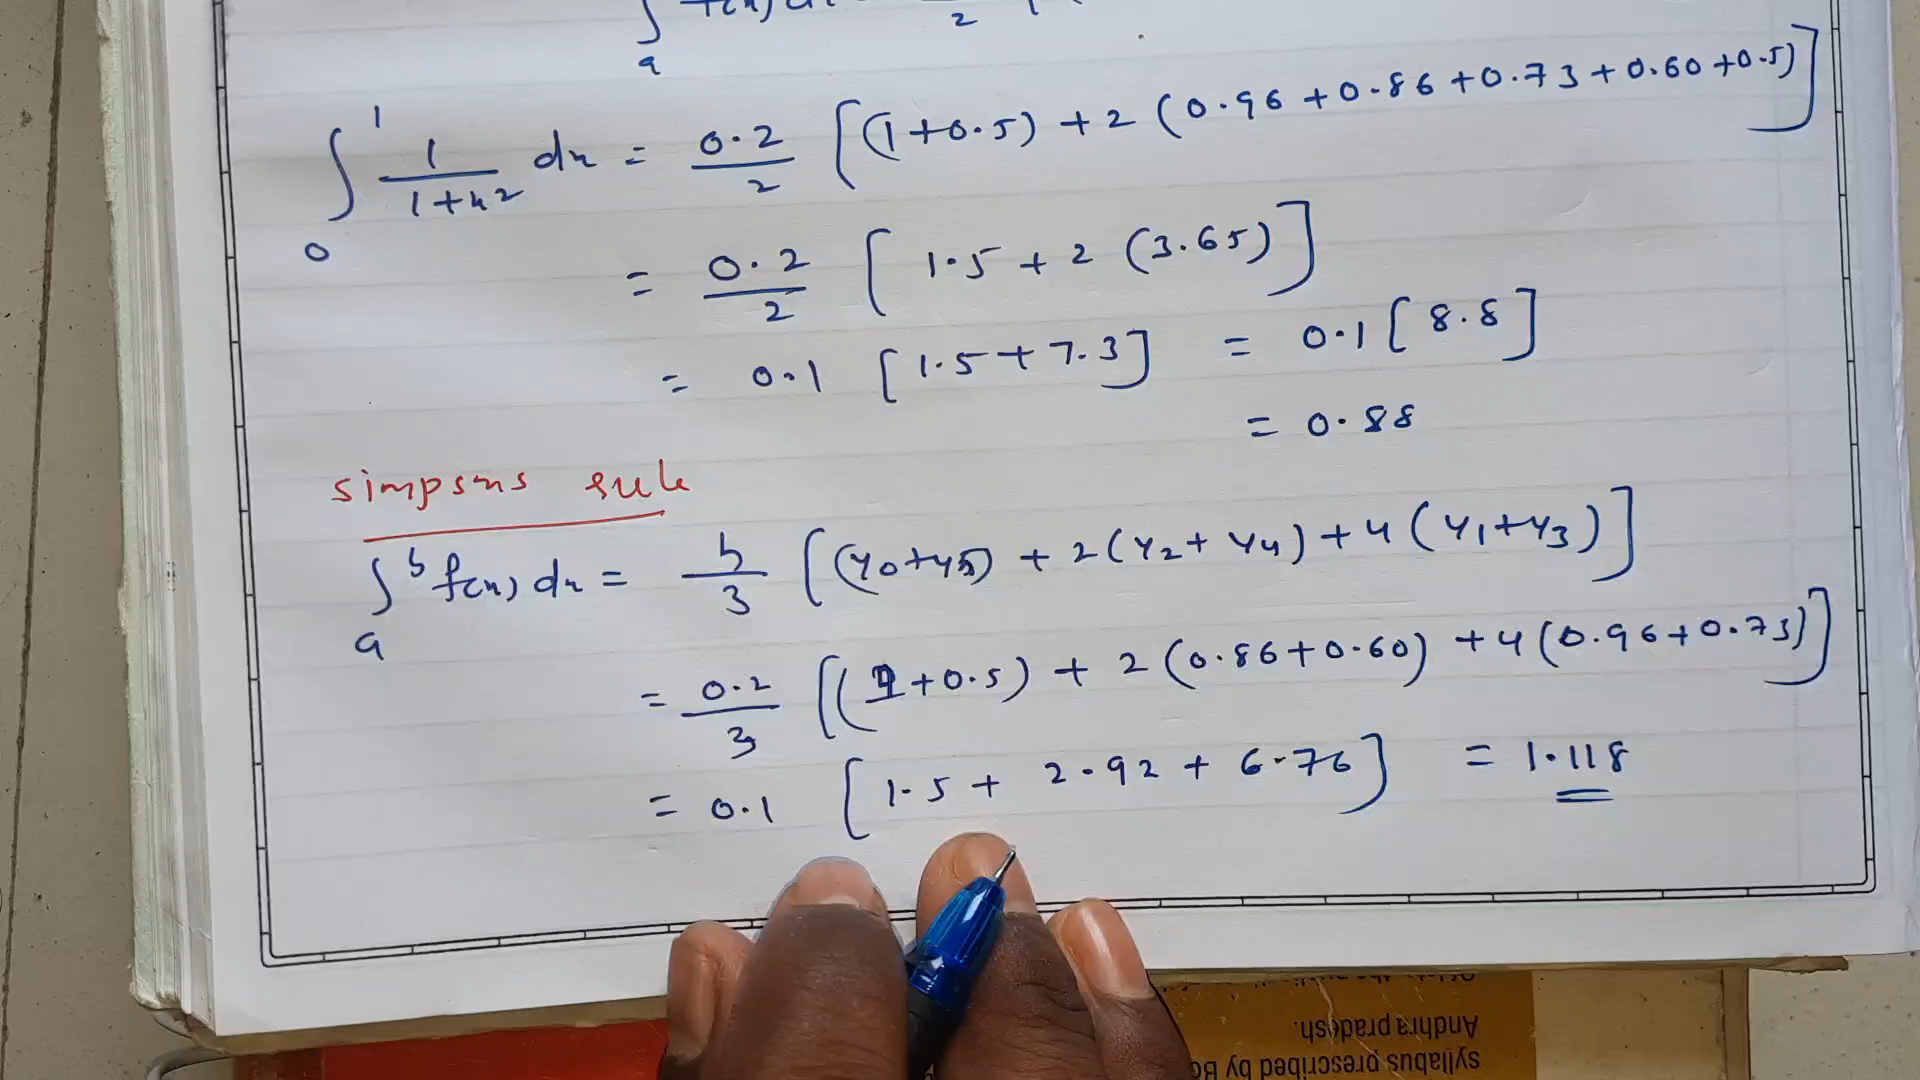 ∫ f(x) dx
a
2
∫₀¹ 1/(1+x²) dx = 0.2/2 [(1+0.5) + 2(0.96+0.86+0.73+0.60+0.5)]
= 0.2/2 [1.5 + 2(3.65)]
= 0.1 [1.5+7.3] = 0.1[8.8]
= 0.88
simpsns rule
∫ₐᵇ f(x) dx = h/3 [(y₀+y₅) + 2(y₂+y₄) + 4(y₁+y₃)]
= 0.2/3 [(1+0.5) + 2(0.86+0.60) + 4(0.96+0.73)]
= 0.1 [1.5 + 2.92 + 6.76] = 1.118
syllabus prescribed by Bo
Andhra pradesh.